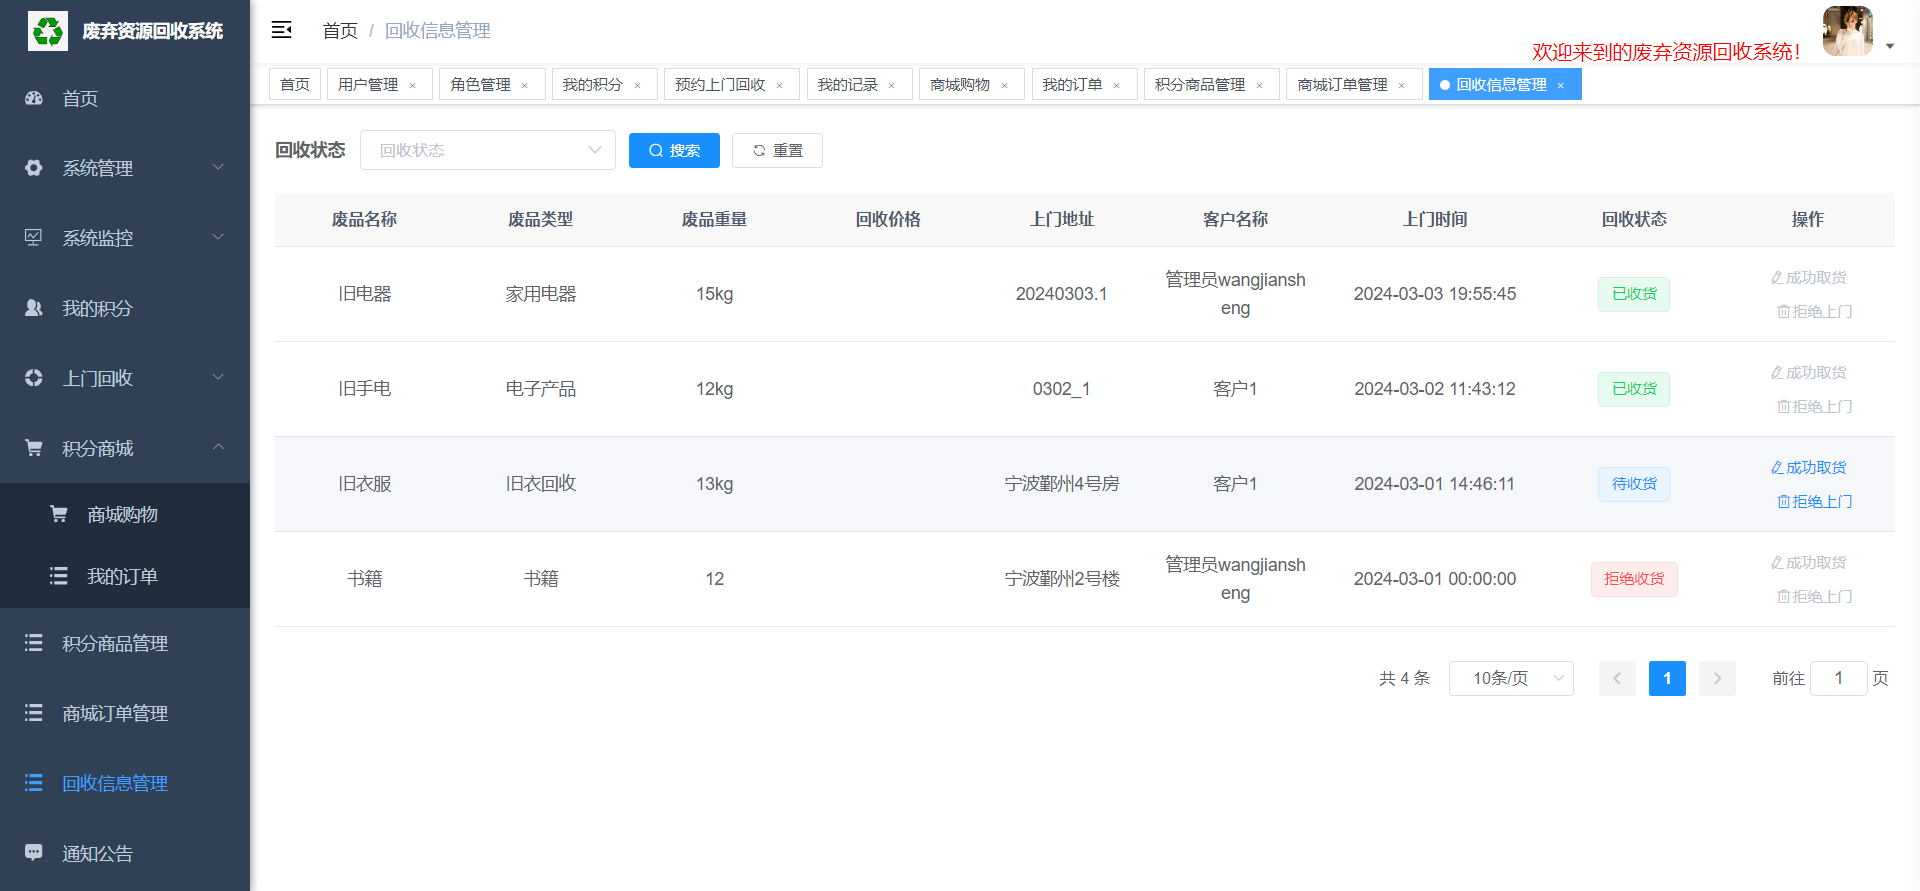 废弃资源回收系统
首页
系统管理
系统监控
我的积分
上门回收
积分商城
商城购物
我的订单
积分商品管理
商城订单管理
回收信息管理
通知公告
首页 / 回收信息管理
欢迎来到的废弃资源回收系统!
首页 用户管理 × 角色管理 × 我的积分 × 预约上门回收 × 我的记录 × 商城购物 × 我的订单 × 积分商品管理 × 商城订单管理 × 回收信息管理 ×
回收状态 回收状态 搜索 重置
废品名称 废品类型 废品重量 回收价格 上门地址 客户名称 上门时间 回收状态 操作
旧电器 家用电器 15kg 20240303.1 管理员wangjiansh
eng 2024-03-03 19:55:45 已收货 成功取货
拒绝上门
旧手电 电子产品 12kg 0302_1 客户1 2024-03-02 11:43:12 已收货 成功取货
拒绝上门
旧衣服 旧衣回收 13kg 宁波鄞州4号房 客户1 2024-03-01 14:46:11 待收货 成功取货
拒绝上门
书籍 书籍 12 宁波鄞州2号楼 管理员wangjiansh
eng 2024-03-01 00:00:00 拒绝收货 成功取货
拒绝上门
共 4 条 10条/页 1 前往 1 页